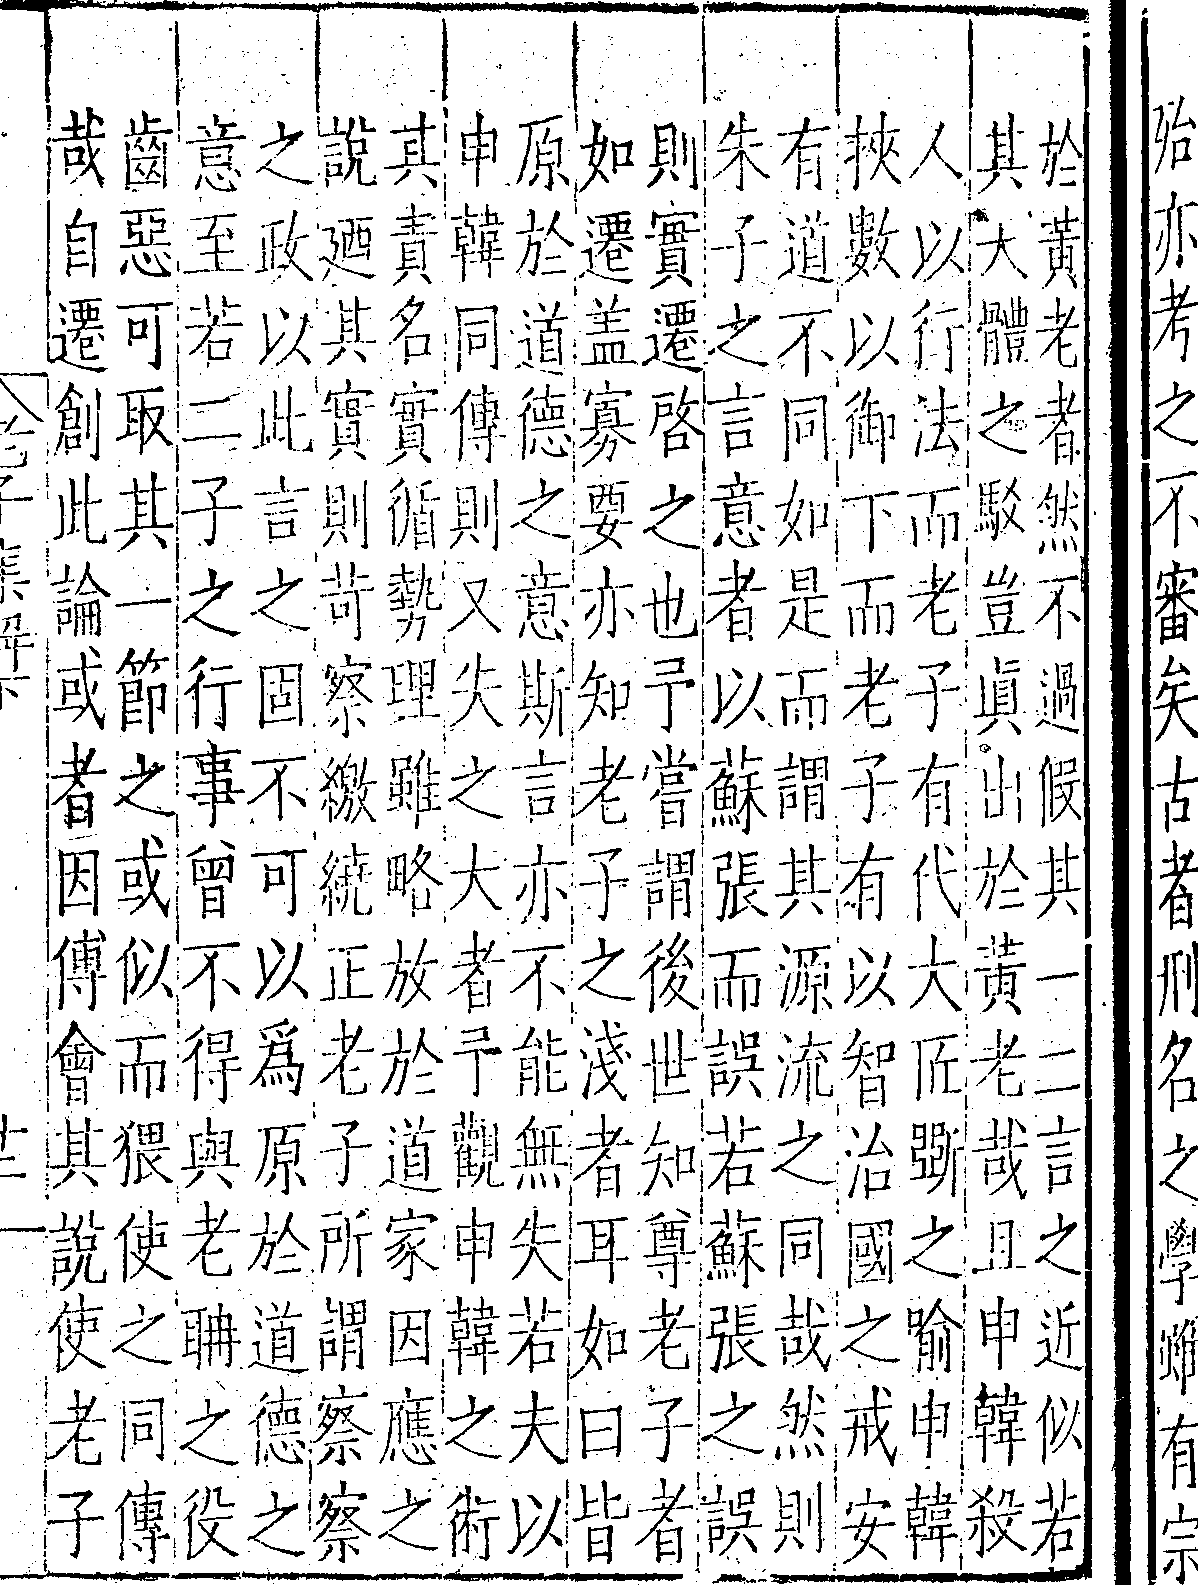 殆亦考之不審矣古者刑名之學雖有宗
於黃老者然不過假其一二言之近似若
其大體之駁豈真出於黃老哉且申韓殺
人以行法而老子有代大匠斲之喻申韓
挾數以御下而老子有以智治國之戒安
有道不同如是而謂其源流之同哉然則
朱子之言意者以蘇張而誤若蘇張之誤
則實遷啓之也予嘗謂後世知尊老子者
如遷盖寡要亦知老子之淺者耳如曰皆
原於道德之意斯言亦不能無失若夫以
申韓同傳則又失之大者予觀申韓之術
其責名實循勢理雖略放於道家因應之
說廼其實則苛察繳繞正老子所謂察察
之政以此言之固不可以爲原於道德之
意至若二子之行事曾不得與老聃之役
齒惡可取其一節之或似而猥使之同傳
哉自遷創此論或者因傅會其說使老子
老子集解下